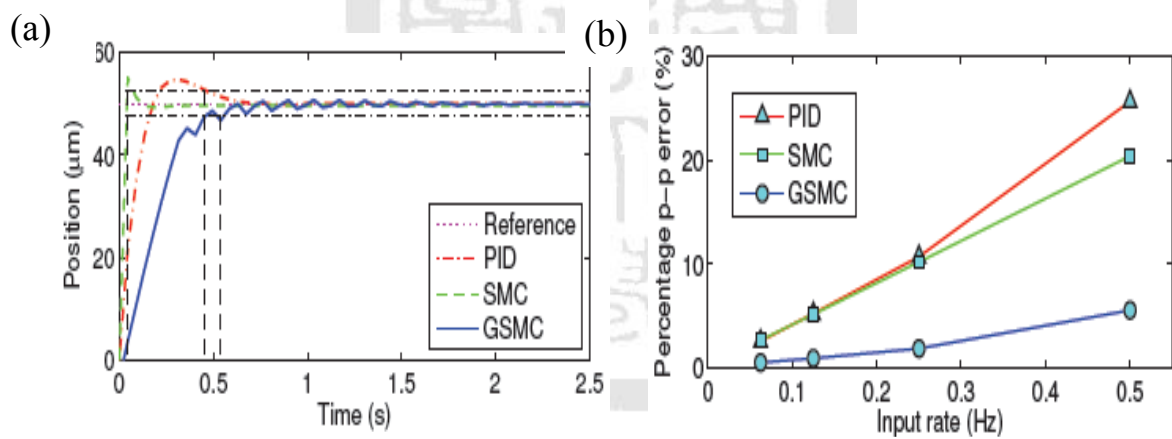 (a)
60
40
20
0
Position (μm)
0
0.5
1
1.5
2
2.5
Time (s)
Reference
PID
SMC
GSMC
(b)
30
20
10
0
Percentage p–p error (%)
0
0.1
0.2
0.3
0.4
0.5
Input rate (Hz)
PID
SMC
GSMC